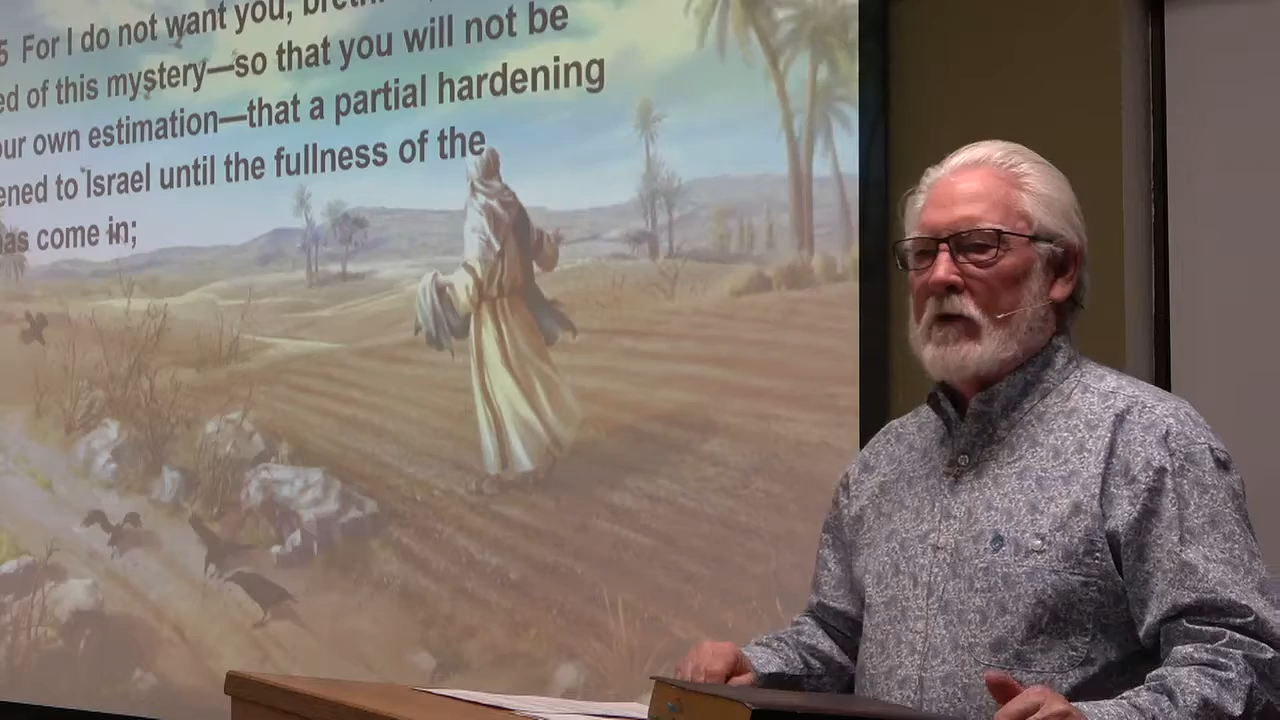 5 For I do not want you,
ed of this mystery—so that you will not be
our own estimation—that a partial hardening
ened to Israel until the fullness of the
as come in;